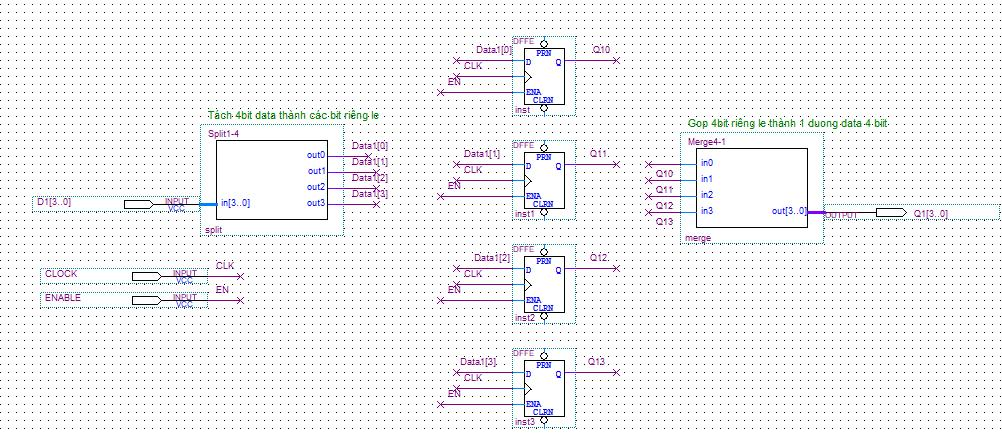 Tách 4bit data thành các bit riêng le
Split1-4
out0
out1
out2
out3
in[3..0]
split
Data1[0]
Data1[1]
Data1[2]
Data1[3]
D1[3..0]
INPUT
VCC
CLOCK
INPUT
VCC
CLK
ENABLE
INPUT
VCC
EN
DFFE
Data1[0]
CLK
EN
PRN
D
Q
ENA
CLRN
inst
Q10
DFFE
Data1[1]
CLK
EN
PRN
D
Q
ENA
CLRN
inst1
Q11
DFFE
Data1[2]
CLK
EN
PRN
D
Q
ENA
CLRN
inst2
Q12
DFFE
Data1[3]
CLK
EN
PRN
D
Q
ENA
CLRN
inst3
Q13
Gop 4bit riêng le thành 1 duong data 4 biit
Merge4-1
in0
in1
in2
in3
out[3..0]
merge
Q10
Q11
Q12
Q13
OUTPUT
Q1[3..0]